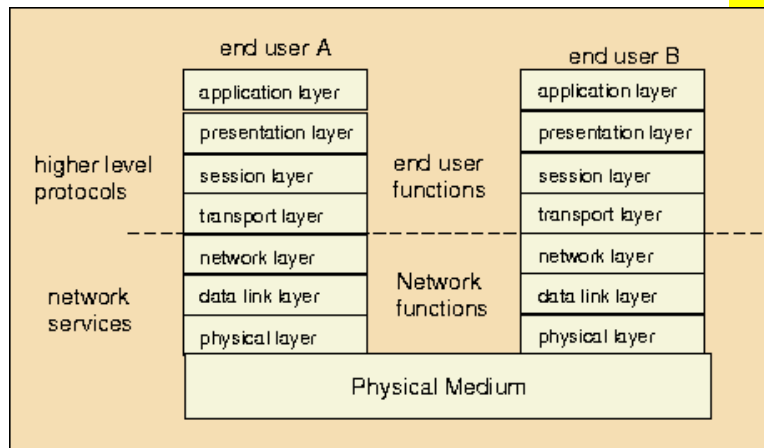 end user A
end user B
application layer
application layer
presentation layer
presentation layer
higher level
protocols
session layer
end user
functions
session layer
transport layer
transport layer
network layer
network layer
network
services
data link layer
Network
functions
data link layer
physical layer
physical layer
Physical Medium